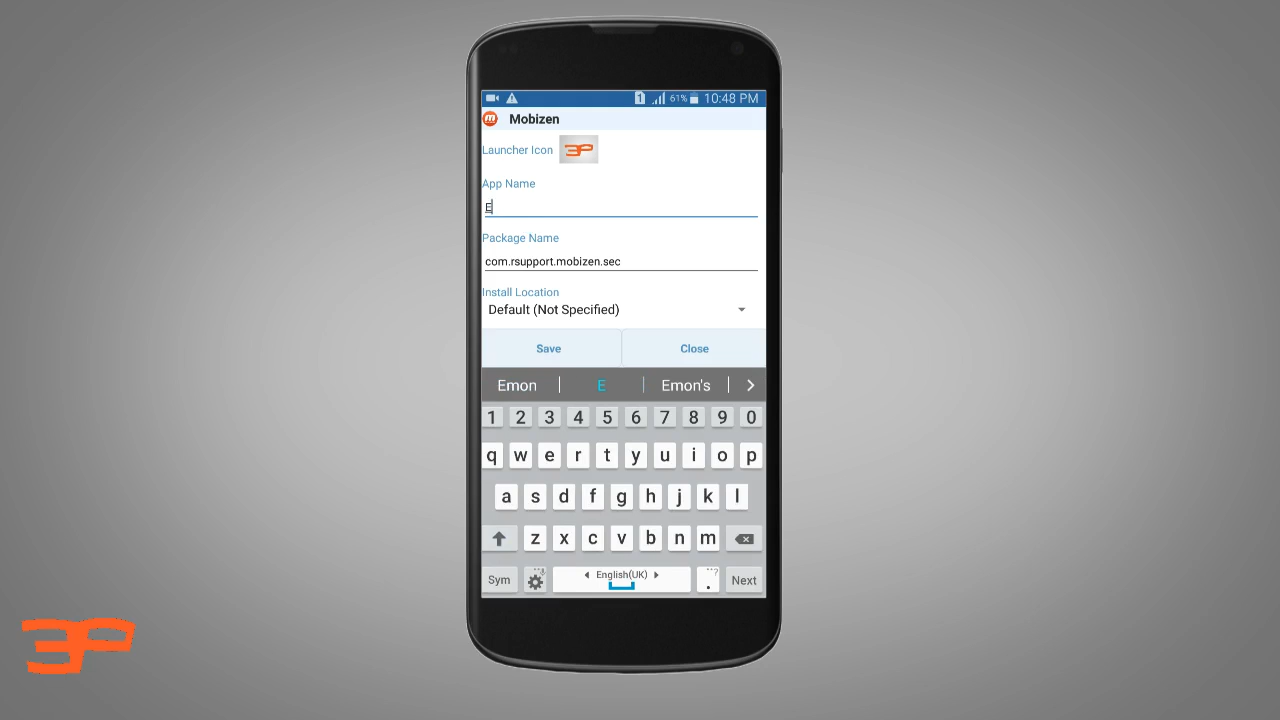 1 61% 10:48 PM
Mobizen
Launcher Icon
App Name
E
Package Name
com.rsupport.mobizen.sec
Install Location
Default (Not Specified)
Save Close
Emon E Emon's
1 2 3 4 5 6 7 8 9 0
q w e r t y u i o p
a s d f g h j k l
z x c v b n m
Sym English(UK) . Next